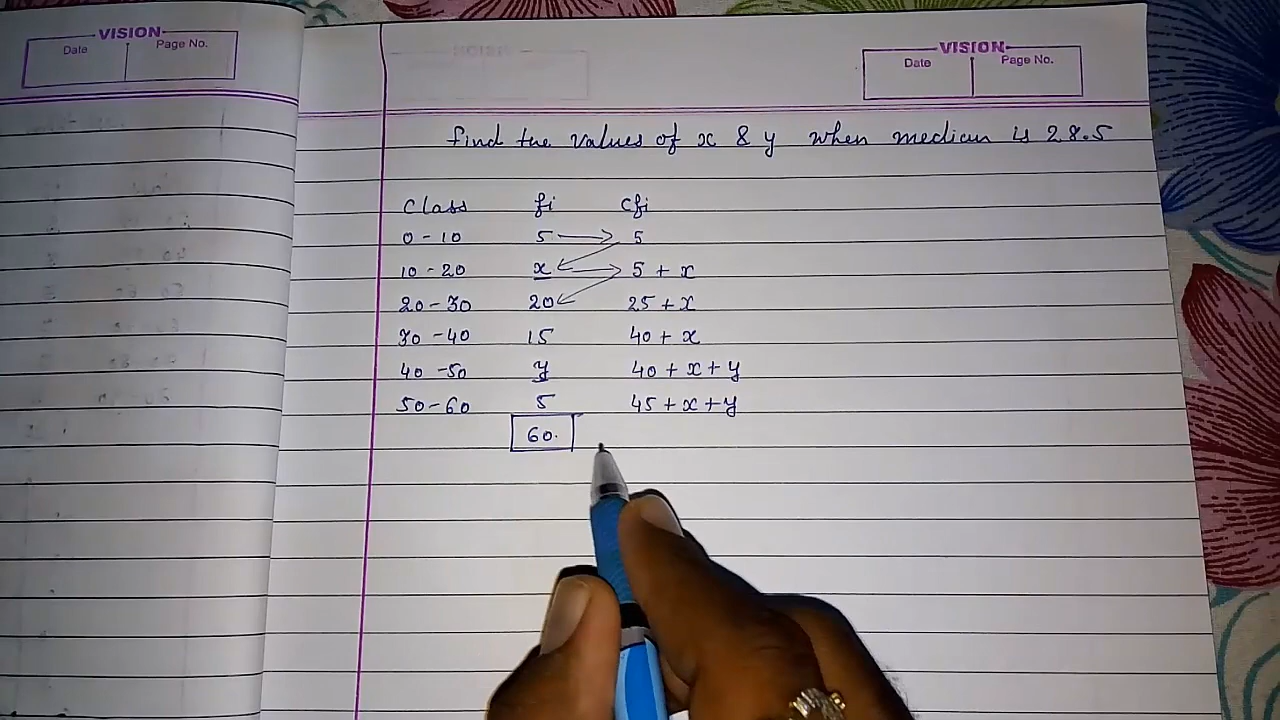 VISION
Date Page No.
VISION
Date Page No.
find the values of x & y when median is 28.5
Class fi cfi
0-10 5 5
10-20 x 5 + x
20-30 20 25 + x
30-40 15 40 + x
40-50 y 40 + x + y
50-60 5 45 + x + y
60.